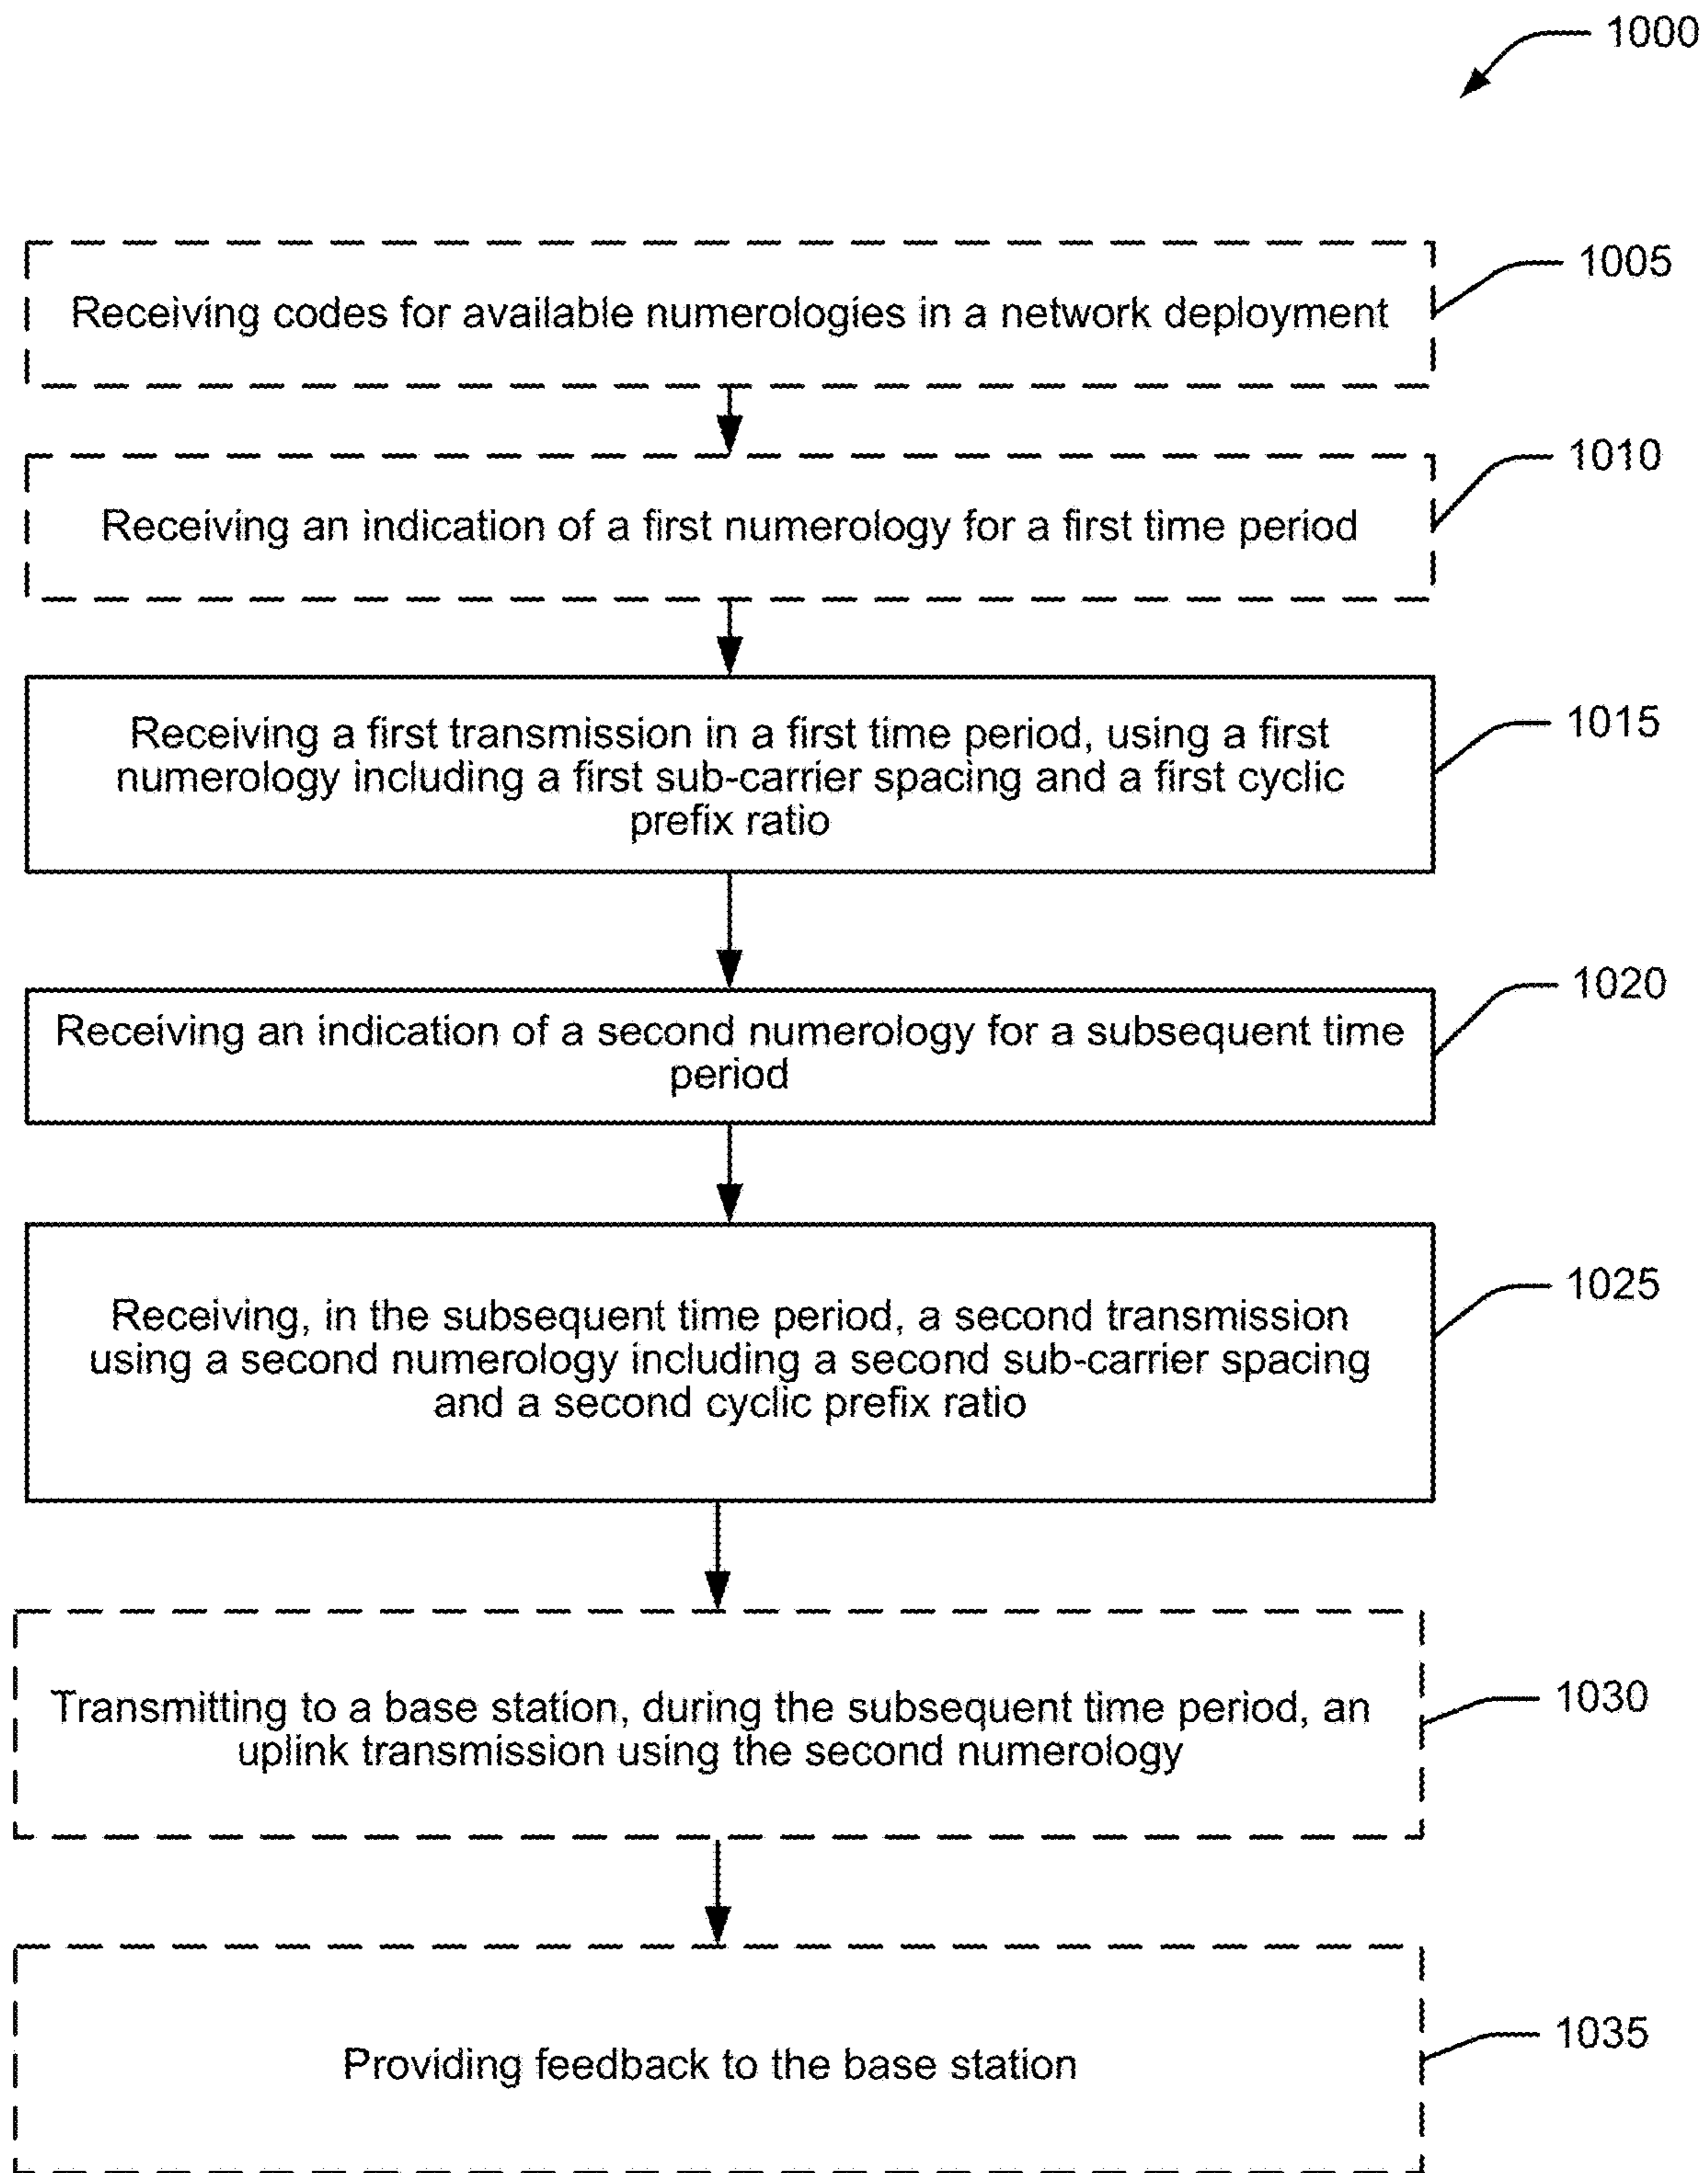 1000
1005
Receiving codes for available numerologies in a network deployment
1010
Receiving an indication of a first numerology for a first time period
1015
Receiving a first transmission in a first time period, using a first
numerology including a first sub-carrier spacing and a first cyclic
prefix ratio
1020
Receiving an indication of a second numerology for a subsequent time
period
1025
Receiving, in the subsequent time period, a second transmission
using a second numerology including a second sub-carrier spacing
and a second cyclic prefix ratio
1030
Transmitting to a base station, during the subsequent time period, an
uplink transmission using the second numerology
1035
Providing feedback to the base station